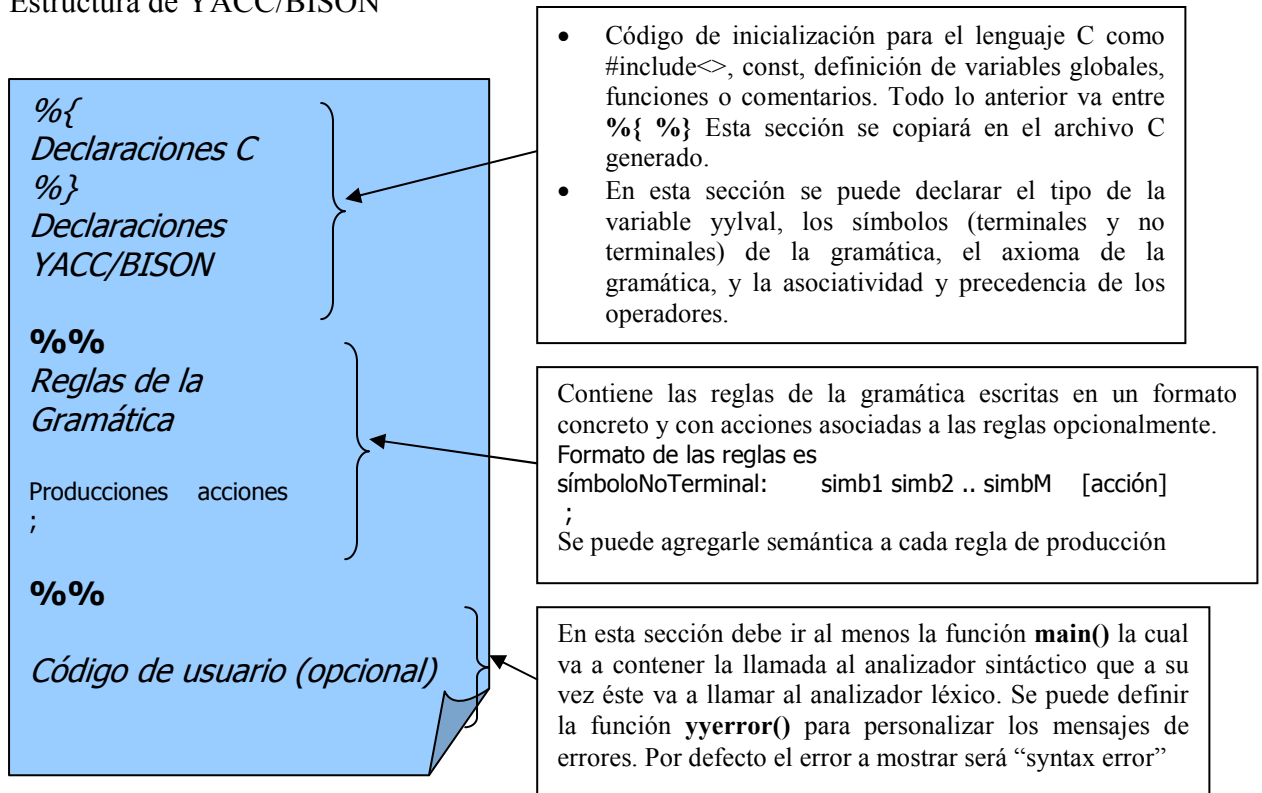 Estructura de YACC/BISON
%{
Declaraciones C
%}
Declaraciones
YACC/BISON
%%
Reglas de la
Gramática
Producciones acciones
;
%%
Código de usuario (opcional)
• Código de inicialización para el lenguaje C como
#include<>, const, definición de variables globales,
funciones o comentarios. Todo lo anterior va entre
%{ %} Esta sección se copiará en el archivo C
generado.
• En esta sección se puede declarar el tipo de la
variable yylval, los símbolos (terminales y no
terminales) de la gramática, el axioma de la
gramática, y la asociatividad y precedencia de los
operadores.
Contiene las reglas de la gramática escritas en un formato
concreto y con acciones asociadas a las reglas opcionalmente.
Formato de las reglas es
símboloNoTerminal: simb1 simb2 .. simbM [acción]
;
Se puede agregarle semántica a cada regla de producción
En esta sección debe ir al menos la función main() la cual
va a contener la llamada al analizador sintáctico que a su
vez éste va a llamar al analizador léxico. Se puede definir
la función yyerror() para personalizar los mensajes de
errores. Por defecto el error a mostrar será “syntax error”